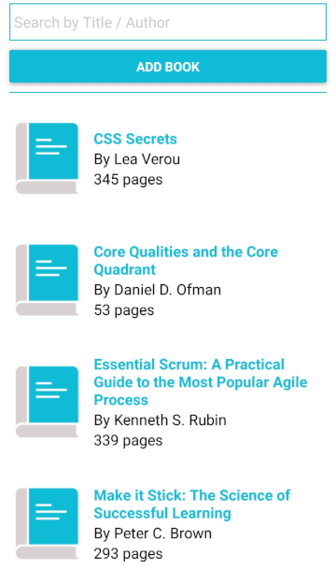 Search by Title / Author
ADD BOOK
CSS Secrets
By Lea Verou
345 pages
Core Qualities and the Core
Quadrant
By Daniel D. Ofman
53 pages
Essential Scrum: A Practical
Guide to the Most Popular Agile
Process
By Kenneth S. Rubin
339 pages
Make it Stick: The Science of
Successful Learning
By Peter C. Brown
293 pages